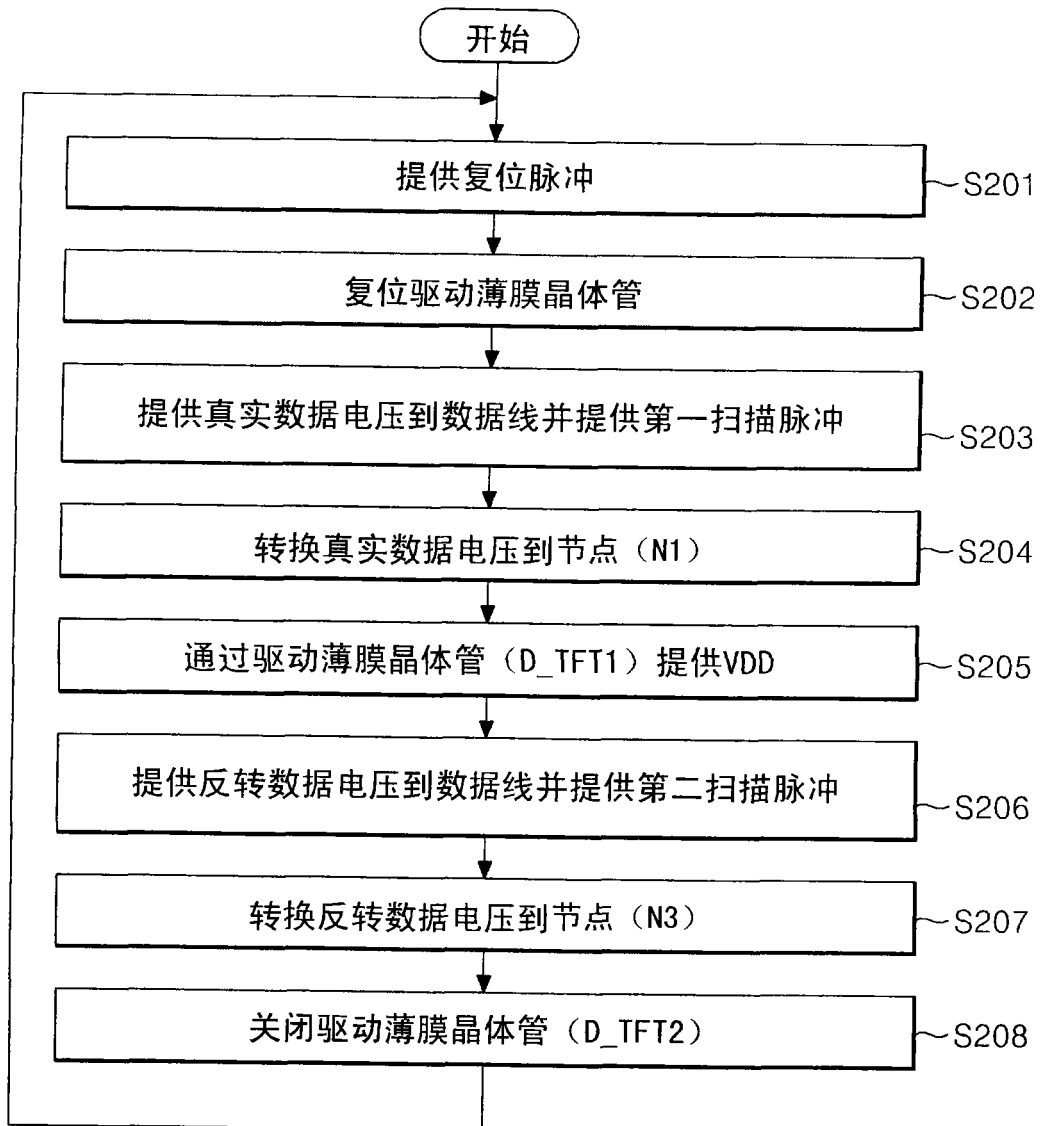 开始
提供复位脉冲
S201
复位驱动薄膜晶体管
S202
提供真实数据电压到数据线并提供第一扫描脉冲
S203
转换真实数据电压到节点（N1）
S204
通过驱动薄膜晶体管（D_TFT1）提供VDD
S205
提供反转数据电压到数据线并提供第二扫描脉冲
S206
转换反转数据电压到节点（N3）
S207
关闭驱动薄膜晶体管（D_TFT2）
S208